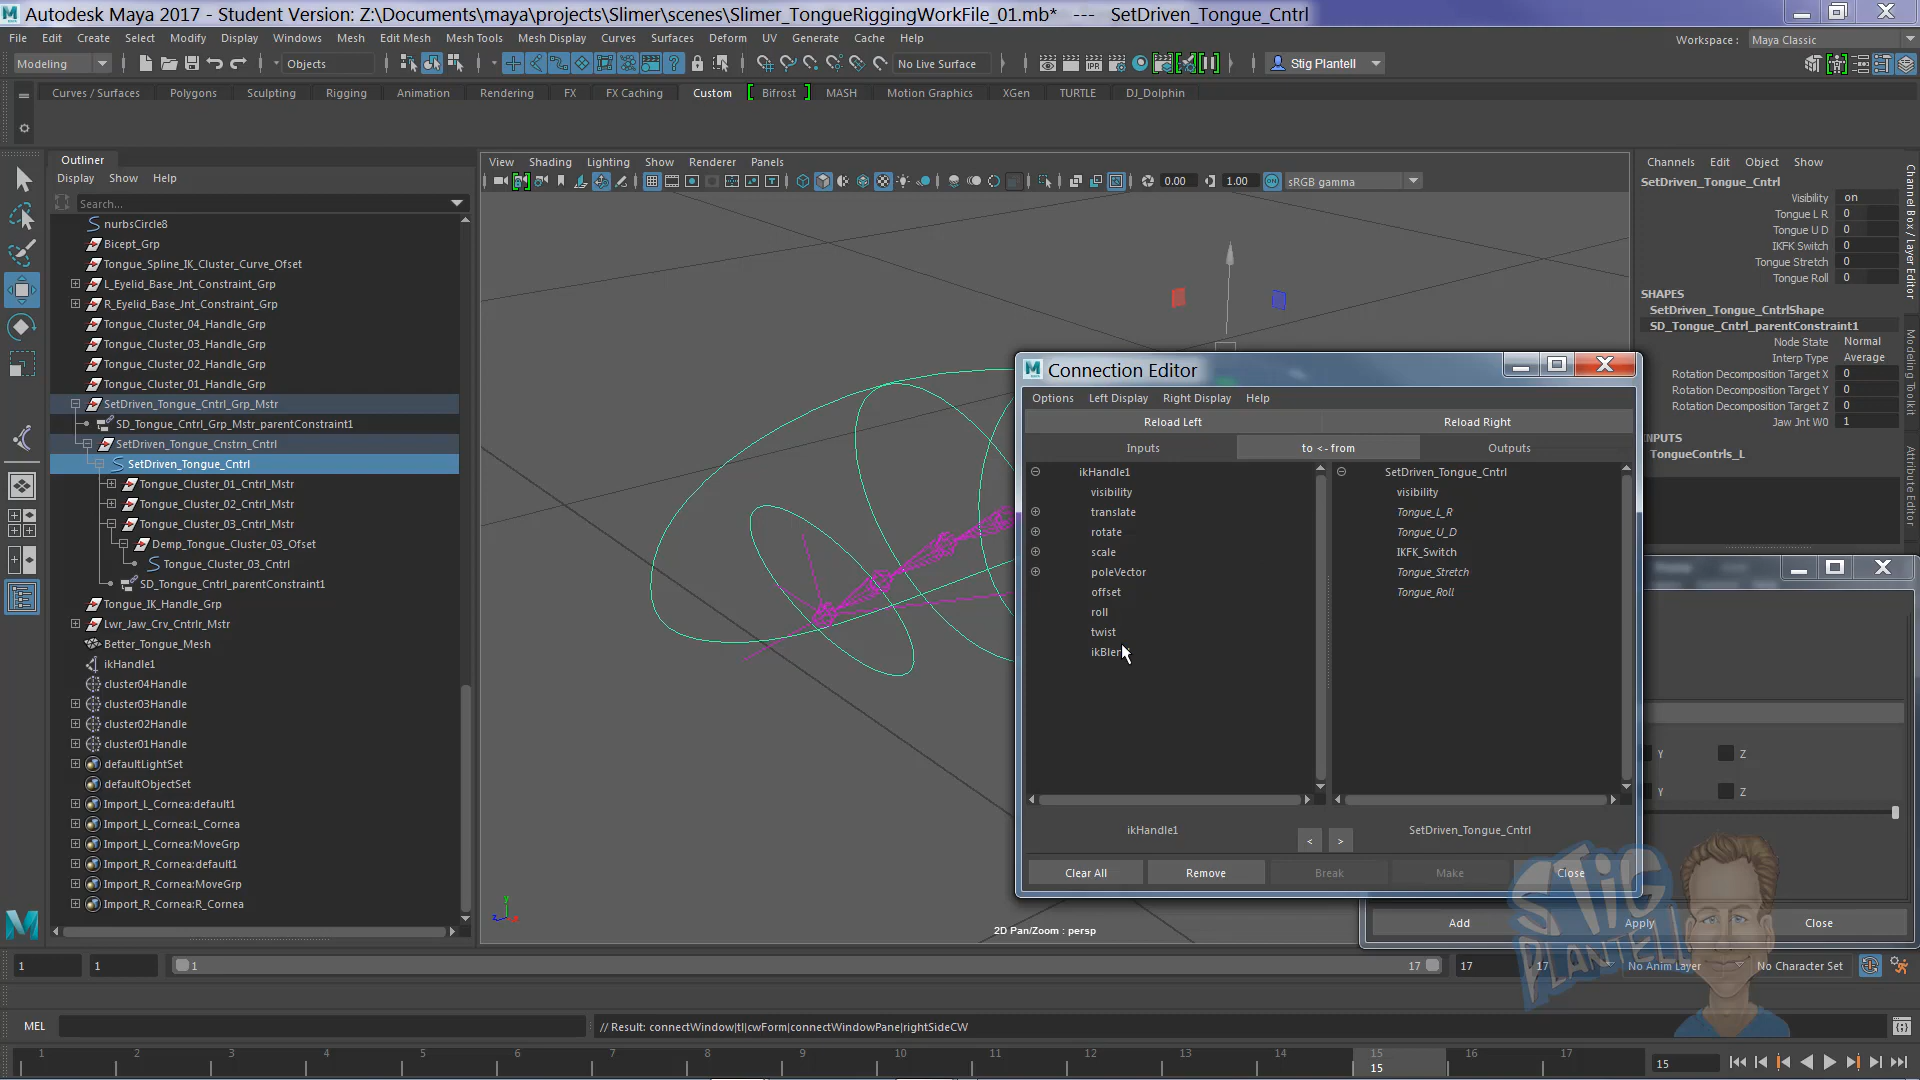 Autodesk Maya 2017 - Student Version: Z:\Documents\maya\projects\Slimer\scenes\Slimer_TongueRiggingWorkFile_01.mb* --- SetDriven_Tongue_Cntrl
File Edit Create Select Modify Display Windows Mesh Edit Mesh Mesh Tools Mesh Display Curves Surfaces Deform UV Generate Cache Help
Workspace : Maya Classic
Modeling Objects No Live Surface Stig Plantell
Curves / Surfaces Polygons Sculpting Rigging Animation Rendering FX FX Caching Custom Bifrost MASH Motion Graphics XGen TURTLE DJ_Dolphin
Outliner
Display Show Help
Search...
nurbsCircle8
Bicept_Grp
Tongue_Spline_IK_Cluster_Curve_Ofset
L_Eyelid_Base_Jnt_Constraint_Grp
R_Eyelid_Base_Jnt_Constraint_Grp
Tongue_Cluster_04_Handle_Grp
Tongue_Cluster_03_Handle_Grp
Tongue_Cluster_02_Handle_Grp
Tongue_Cluster_01_Handle_Grp
SetDriven_Tongue_Cntrl_Grp_Mstr
SD_Tongue_Cntrl_Grp_Mstr_parentConstraint1
SetDriven_Tongue_Cnstrn_Cntrl
SetDriven_Tongue_Cntrl
Tongue_Cluster_01_Cntrl_Mstr
Tongue_Cluster_02_Cntrl_Mstr
Tongue_Cluster_03_Cntrl_Mstr
Demp_Tongue_Cluster_03_Ofset
Tongue_Cluster_03_Cntrl
SD_Tongue_Cntrl_parentConstraint1
Tongue_IK_Handle_Grp
Lwr_Jaw_Crv_Cntrlr_Mstr
Better_Tongue_Mesh
ikHandle1
cluster04Handle
cluster03Handle
cluster02Handle
cluster01Handle
defaultLightSet
defaultObjectSet
Import_L_Cornea:default1
Import_L_Cornea:L_Cornea
Import_L_Cornea:MoveGrp
Import_R_Cornea:default1
Import_R_Cornea:MoveGrp
Import_R_Cornea:R_Cornea
View Shading Lighting Show Renderer Panels
0.00 1.00 sRGB gamma
2D Pan/Zoom : persp
Connection Editor
Options Left Display Right Display Help
Reload Left Reload Right
Inputs to <- from Outputs
ikHandle1
visibility
translate
rotate
scale
poleVector
offset
roll
twist
SetDriven_Tongue_Cntrl
visibility
Tongue_L_R
Tongue_U_D
IKFK_Switch
Tongue_Stretch
Tongue_Roll
ikHandle1 < > SetDriven_Tongue_Cntrl
Clear All Remove Break Make Close
Channels Edit Object Show
SetDriven_Tongue_Cntrl
Visibility on
Tongue L R 0
Tongue U D 0
IKFK Switch 0
Tongue Stretch 0
Tongue Roll 0
SHAPES
SetDriven_Tongue_CntrlShape
SD_Tongue_Cntrl_parentConstraint1
Node State Normal
Interp Type Average
Rotation Decomposition Target X 0
Rotation Decomposition Target Y 0
Rotation Decomposition Target Z 0
Jaw Jnt W0 1
INPUTS
TongueContrls_L
Channel Box / Layer Editor
Modeling Toolkit
Attribute Editor
Y Z
Y Z
Add Apply Close
STIG PLANTELL
1 1 1 17 17 17 No Anim Layer No Character Set
MEL // Result: connectWindow|tl|cwForm|connectWindowPane|rightSideCW
1 2 3 4 5 6 7 8 9 10 11 12 13 14 15 16 17
15 15